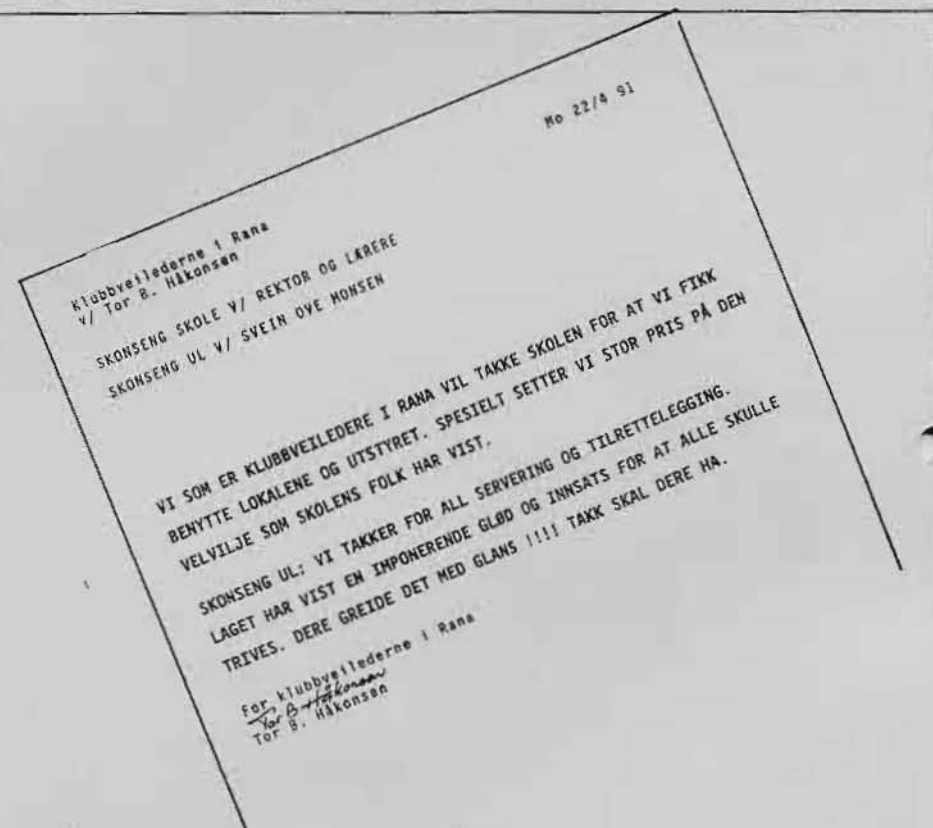 Mo 22/4 91
Klubbveilederne i Rana
V/ Tor B. Håkonsen
SKONSENG SKOLE V/ REKTOR OG LÆRERE
SKONSENG UL V/ SVEIN OVE MONSEN
VI SOM ER KLUBBVEILEDERE I RANA VIL TAKKE SKOLEN FOR AT VI FIKK
BENYTTE LOKALENE OG UTSTYRET. SPESIELT SETTER VI STOR PRIS PÅ DEN
VELVILJE SOM SKOLENS FOLK HAR VIST.
SKONSENG UL: VI TAKKER FOR ALL SERVERING OG TILRETTELEGGING.
LAGET HAR VIST EN IMPONERENDE GLØD OG INNSATS FOR AT ALLE SKULLE
TRIVES. DERE GREIDE DET MED GLANS !!!! TAKK SKAL DERE HA.
For klubbveilederne i Rana
Tor B Håkonsen
Tor B. Håkonsen